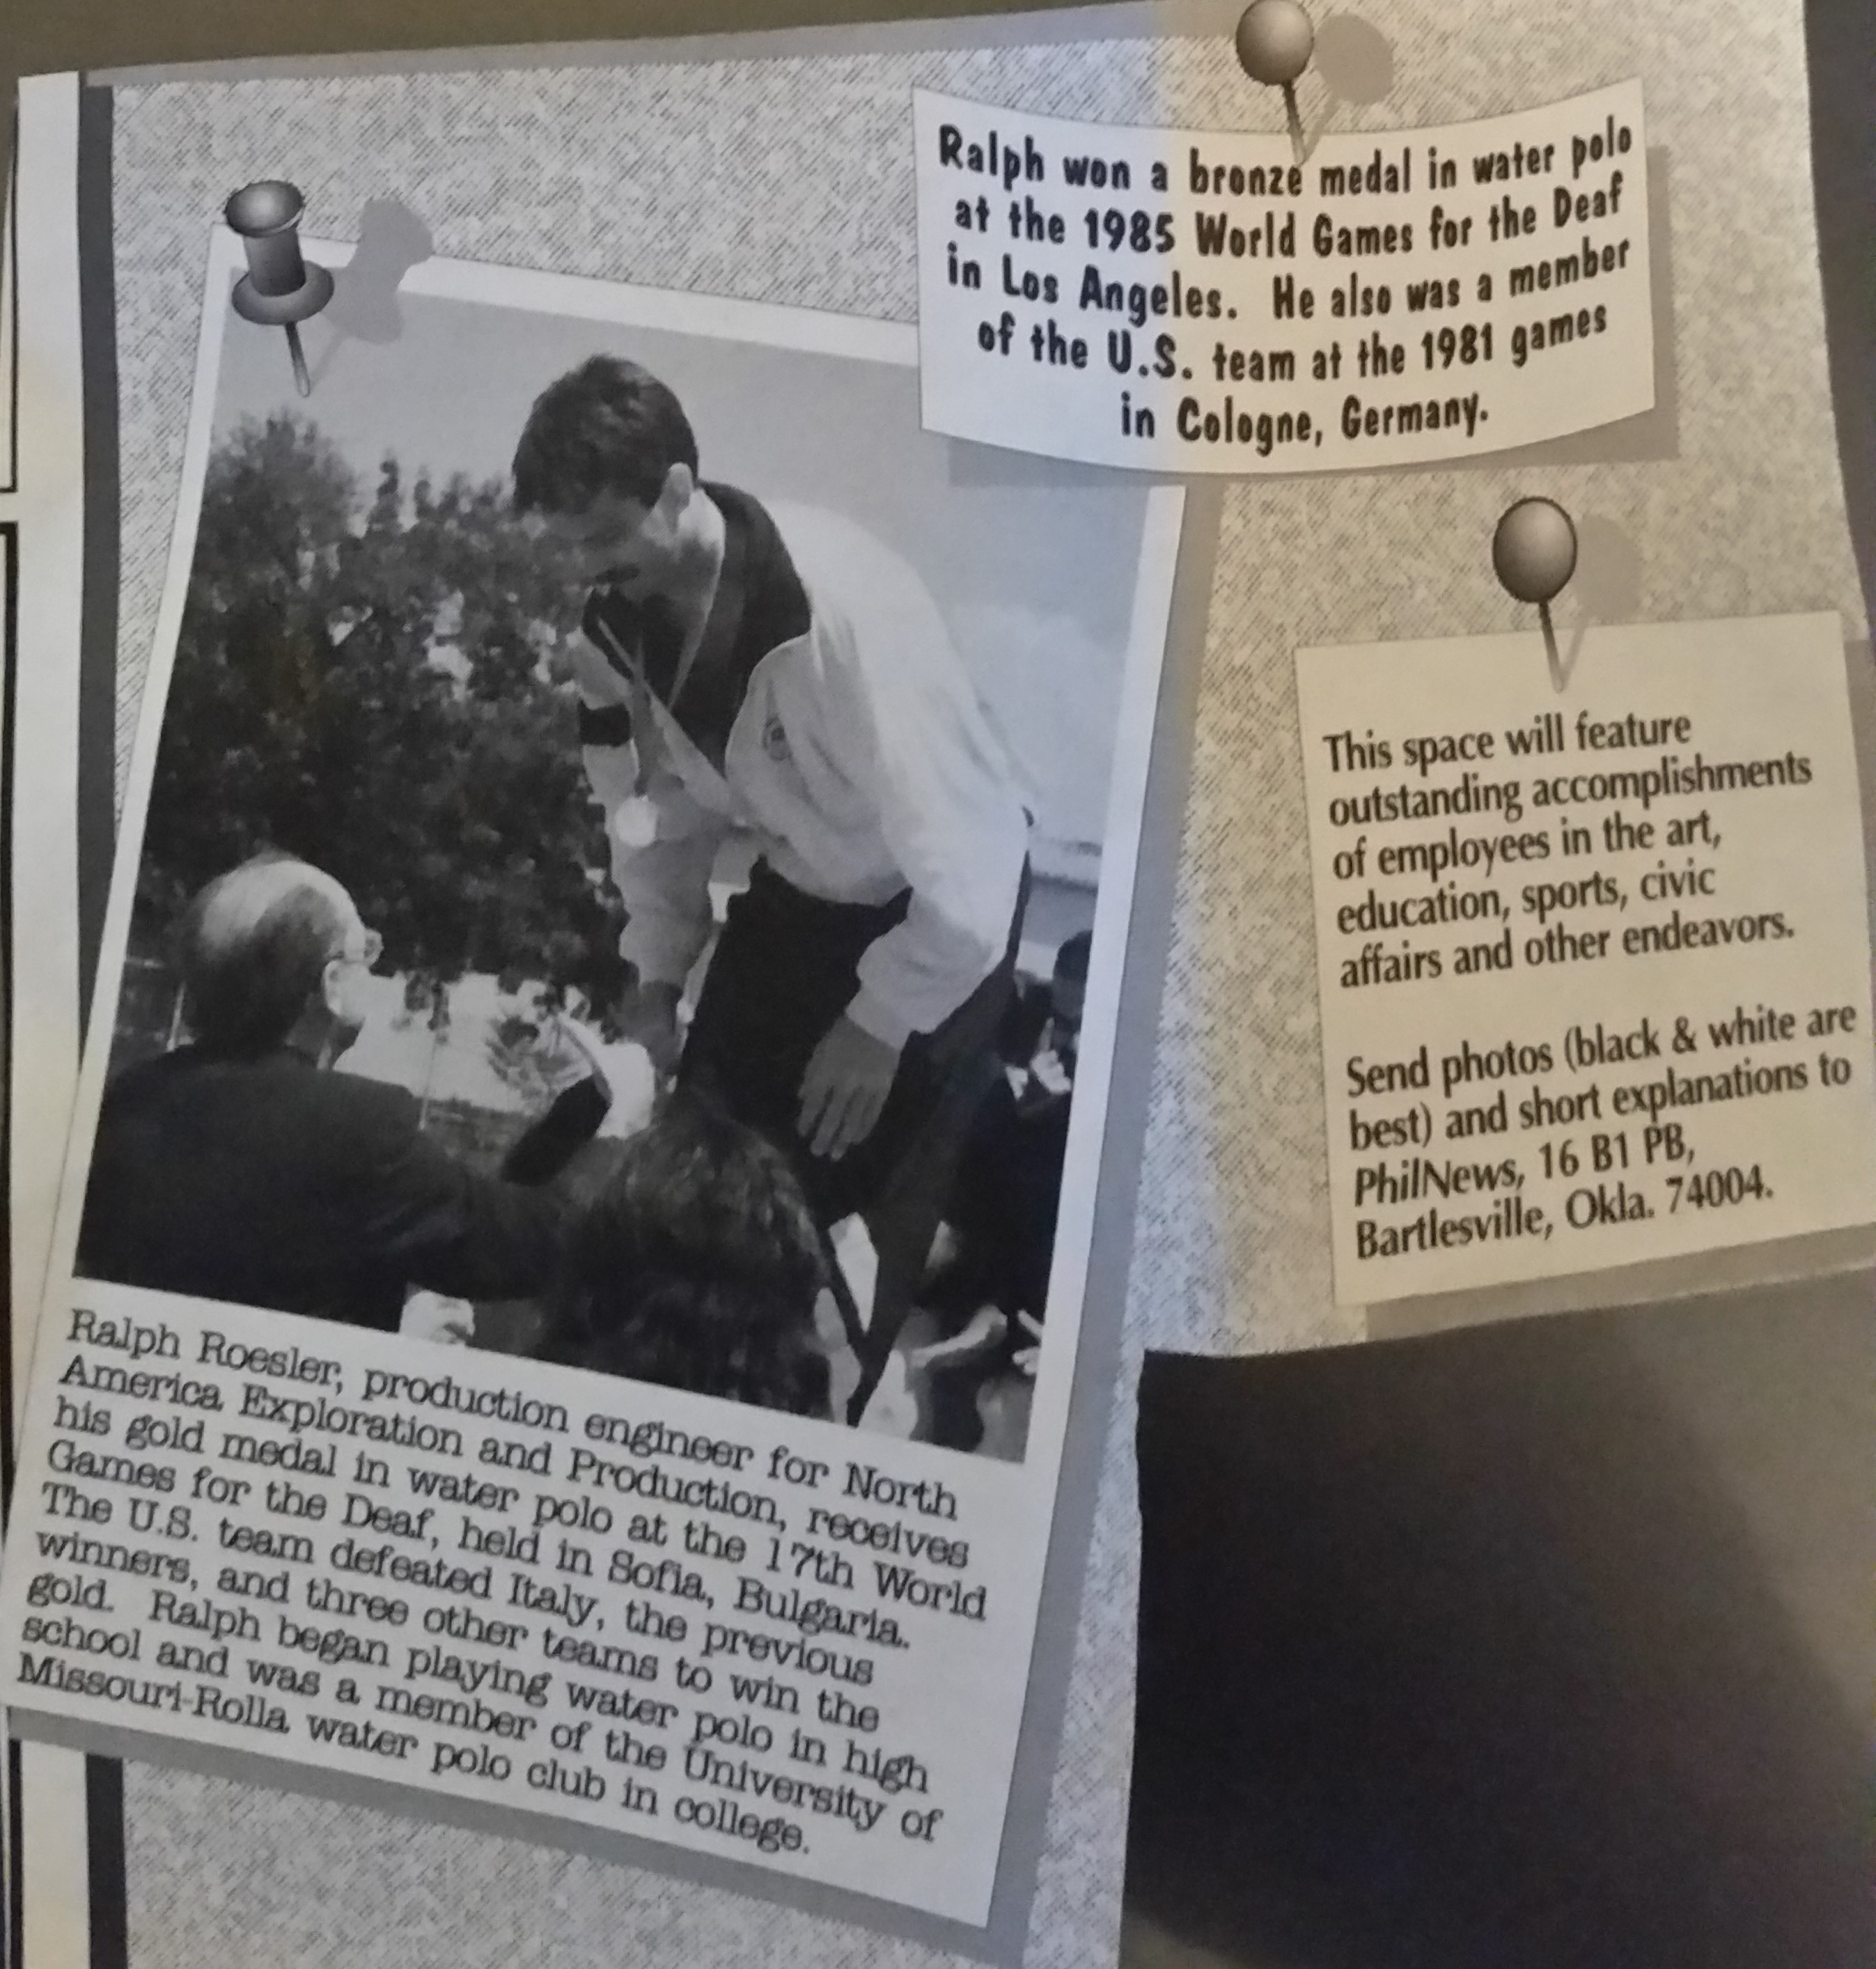 Ralph won a bronze medal in water polo
at the 1985 World Games for the Deaf
in Los Angeles. He also was a member
of the U.S. team at the 1981 games
in Cologne, Germany.
This space will feature
outstanding accomplishments
of employees in the art,
education, sports, civic
affairs and other endeavors.
Send photos (black & white are
best) and short explanations to
PhilNews, 16 B1 PB,
Bartlesville, Okla. 74004.
Ralph Roesler, production engineer for North
America Exploration and Production, receives
his gold medal in water polo at the 17th World
Games for the Deaf, held in Sofia, Bulgaria.
The U.S. team defeated Italy, the previous
winners, and three other teams to win the
gold. Ralph began playing water polo in high
school and was a member of the University of
Missouri-Rolla water polo club in college.